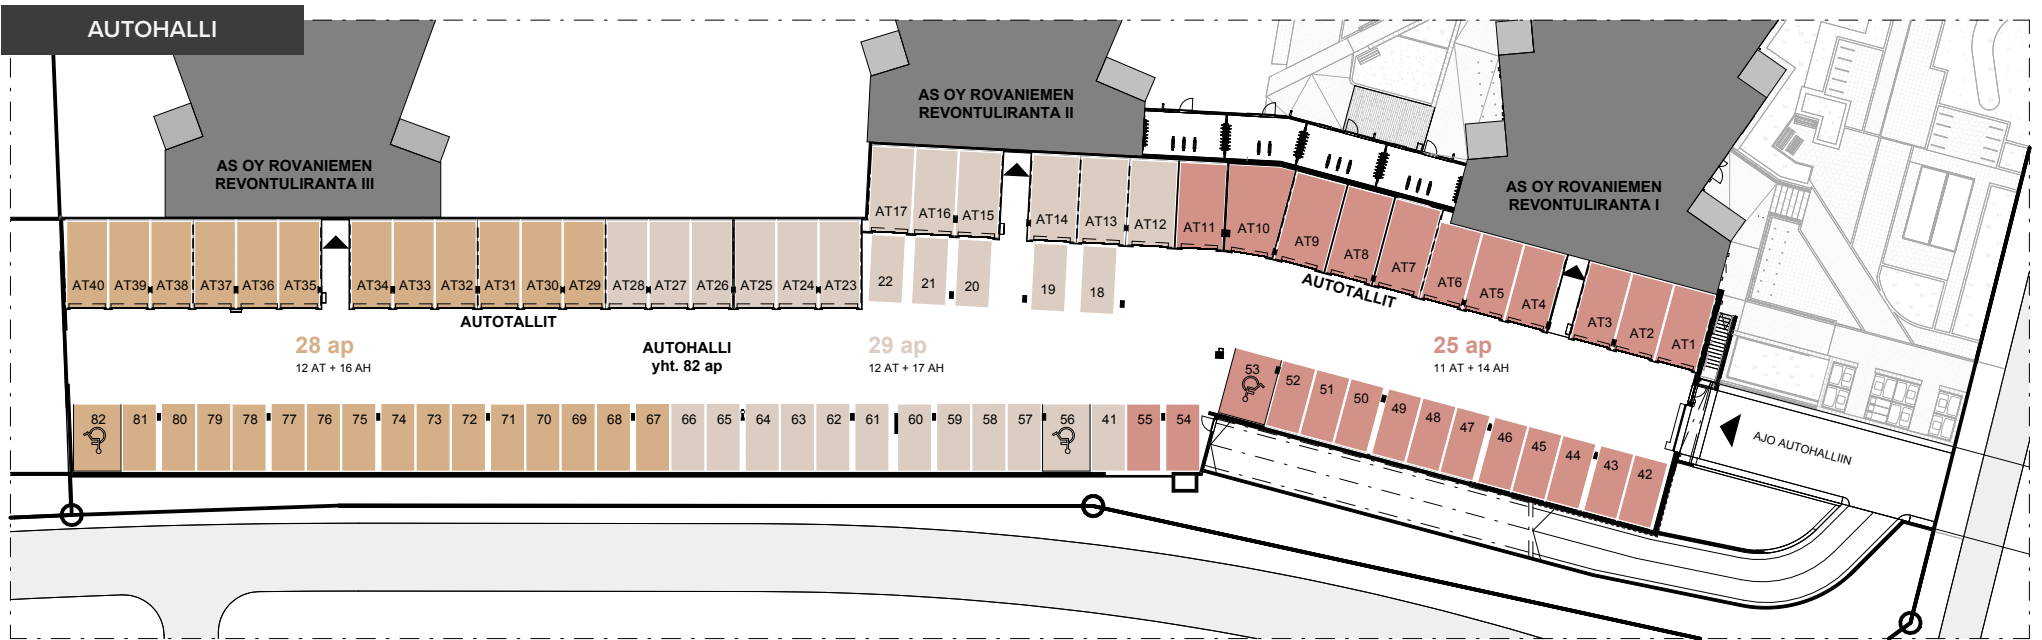 AUTOHALLI
AS OY ROVANIEMEN
REVONTULIRANTA III
AS OY ROVANIEMEN
REVONTULIRANTA II
AS OY ROVANIEMEN
REVONTULIRANTA I
AT17 AT16 AT15 AT14 AT13 AT12 AT11 AT10 AT9 AT8 AT7 AT6 AT5 AT4 AT3 AT2 AT1
AT40 AT39 AT38 AT37 AT36 AT35 AT34 AT33 AT32 AT31 AT30 AT29 AT28 AT27 AT26 AT25 AT24 AT23
22 21 20 19 18
AUTOTALLIT
AUTOTALLIT
28 ap
12 AT + 16 AH
AUTOHALLI
yht. 82 ap
29 ap
12 AT + 17 AH
25 ap
11 AT + 14 AH
53 52 51 50 49 48 47 46 45 44 43 42
82 81 80 79 78 77 76 75 74 73 72 71 70 69 68 67 66 65 64 63 62 61 60 59 58 57 56 41 55 54
AJO AUTOHALLIIN